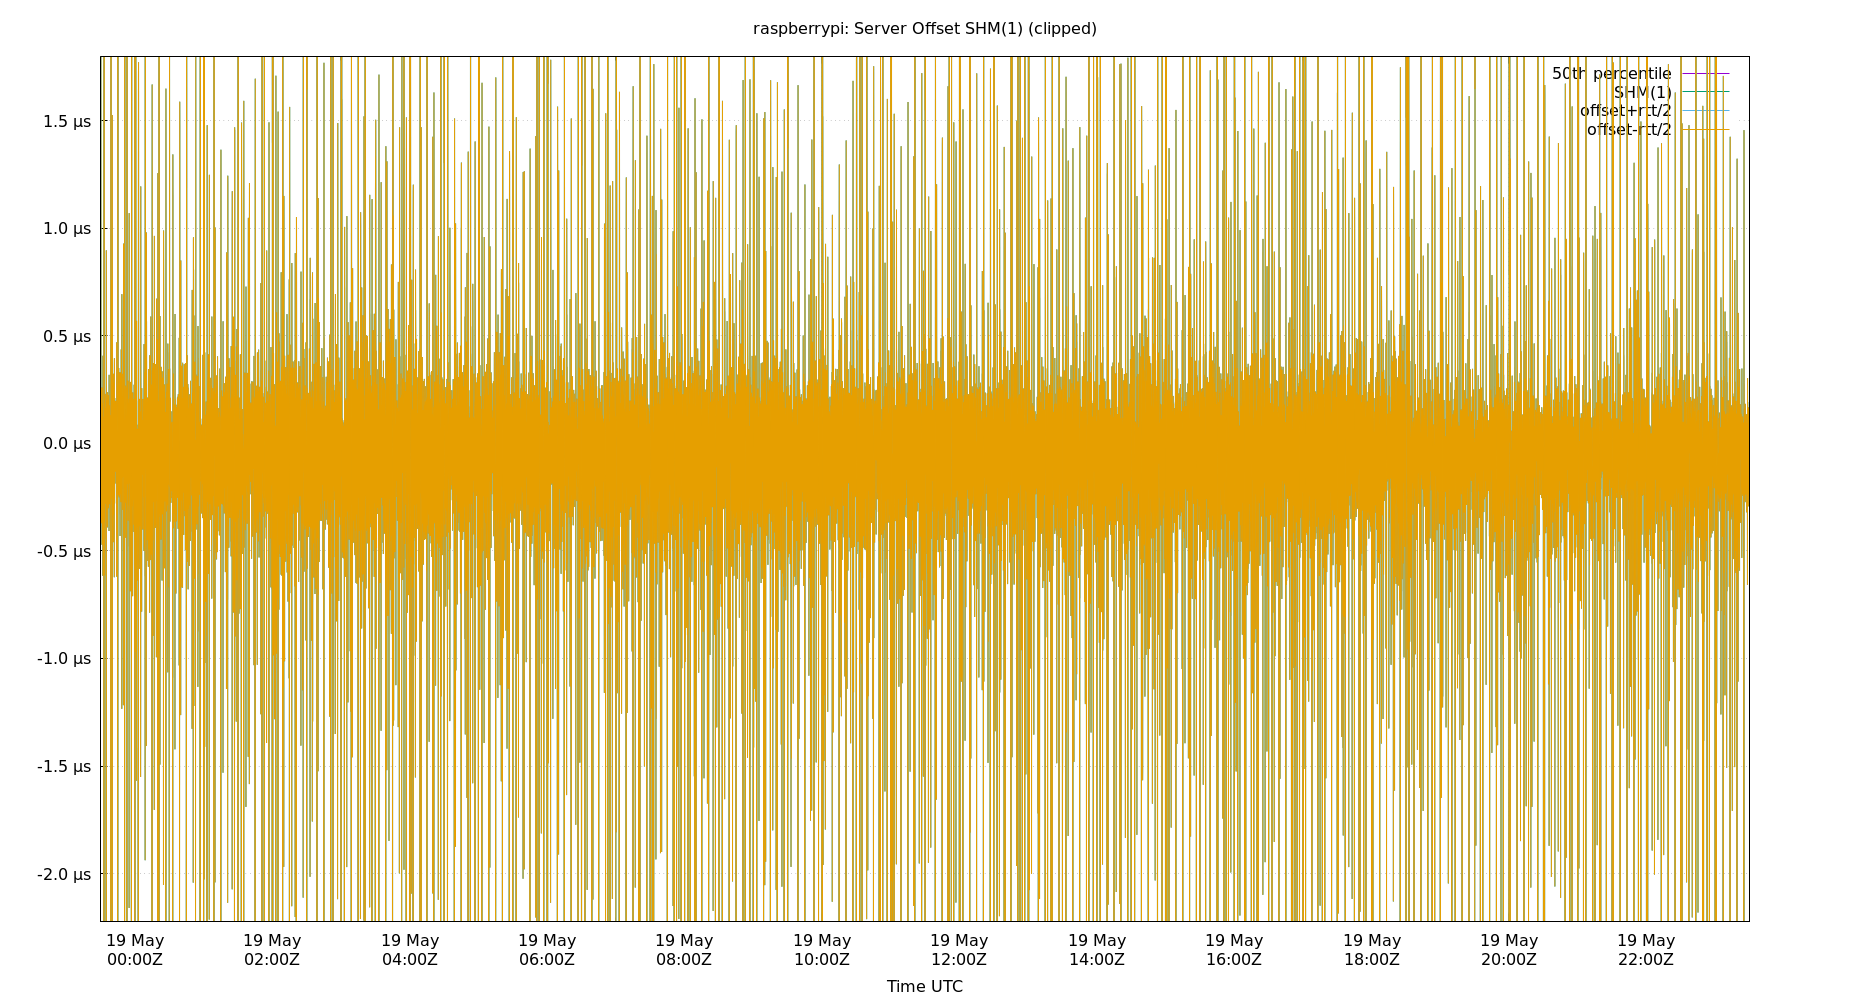 raspberrypi: Server Offset SHM(1) (clipped)
50th percentile
SHM(1)
offset+rtt/2
offset-rtt/2
1.5 µs
1.0 µs
0.5 µs
0.0 µs
-0.5 µs
-1.0 µs
-1.5 µs
-2.0 µs
19 May 19 May 19 May 19 May 19 May 19 May 19 May 19 May 19 May 19 May 19 May 19 May
00:00Z 02:00Z 04:00Z 06:00Z 08:00Z 10:00Z 12:00Z 14:00Z 16:00Z 18:00Z 20:00Z 22:00Z
Time UTC